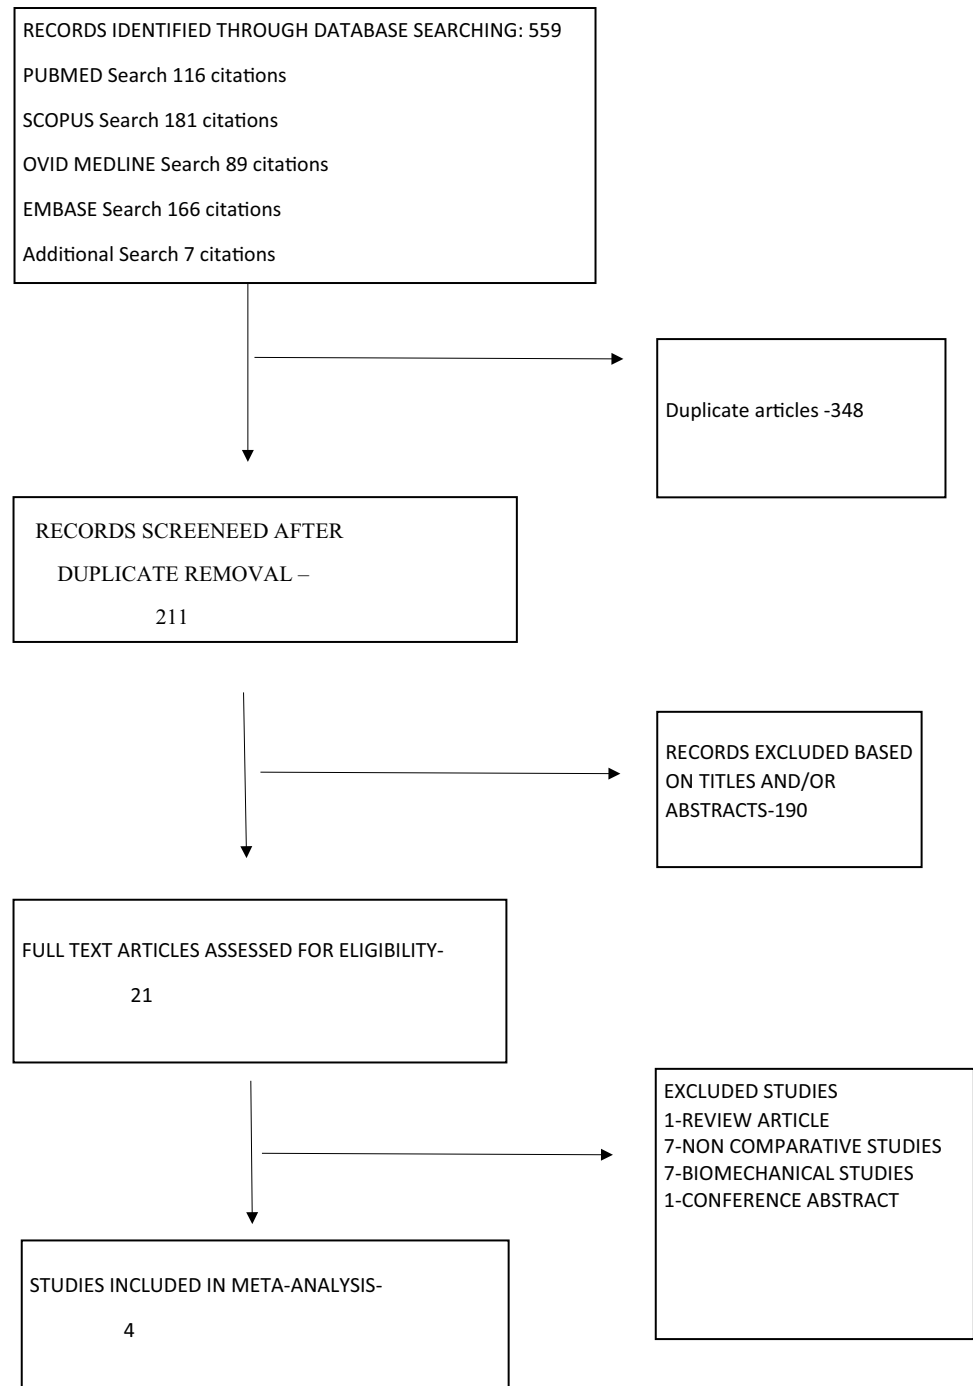 RECORDS IDENTIFIED THROUGH DATABASE SEARCHING: 559
PUBMED Search 116 citations
SCOPUS Search 181 citations
OVID MEDLINE Search 89 citations
EMBASE Search 166 citations
Additional Search 7 citations
Duplicate articles -348
RECORDS SCREENEED AFTER
DUPLICATE REMOVAL –
211
RECORDS EXCLUDED BASED
ON TITLES AND/OR
ABSTRACTS-190
FULL TEXT ARTICLES ASSESSED FOR ELIGIBILITY-
21
EXCLUDED STUDIES
1-REVIEW ARTICLE
7-NON COMPARATIVE STUDIES
7-BIOMECHANICAL STUDIES
1-CONFERENCE ABSTRACT
STUDIES INCLUDED IN META-ANALYSIS-
4